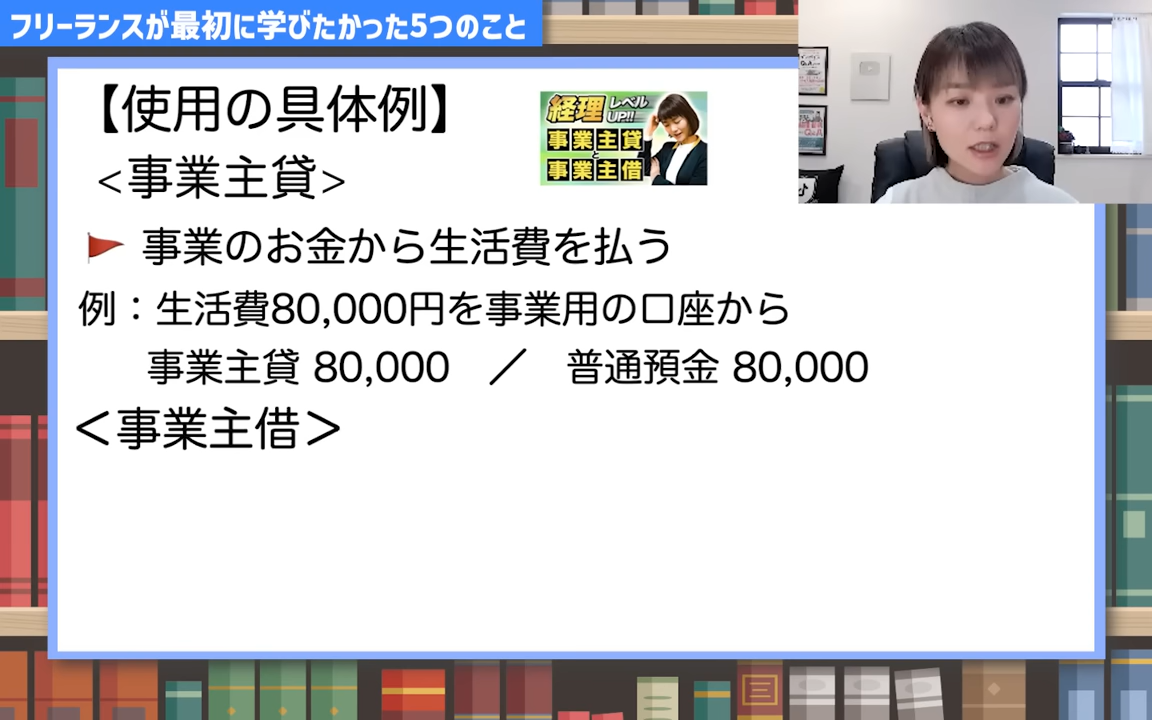 フリーランスが最初に学びたかった5つのこと
【使用の具体例】
経理レベルUP!!
事業主貸
と
事業主借
<事業主貸>
事業のお金から生活費を払う
例：生活費80,000円を事業用の口座から
事業主貸 80,000 ／ 普通預金 80,000
＜事業主借＞